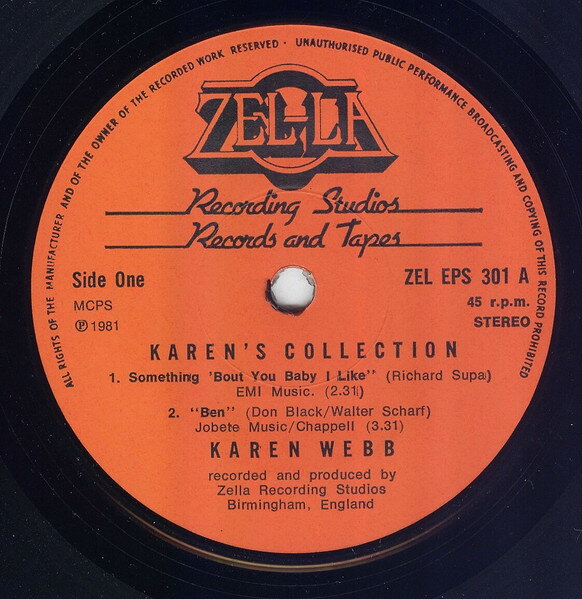 ALL RIGHTS OF THE MANUFACTURER AND OF THE OWNER OF THE RECORDED WORK RESERVED · UNAUTHORISED PUBLIC PERFORMANCE BROADCASTING AND COPYING OF THIS RECORD PROHIBITED
ZEL-LA
Recording Studios
Records and Tapes
Side One
ZEL EPS 301 A
MCPS
45 r.p.m.
℗ 1981
STEREO
KAREN'S COLLECTION
1. Something 'Bout You Baby I Like" (Richard Supa)
EMI Music. (2.31)
2. "Ben" (Don Black/Walter Scharf)
Jobete Music/Chappell (3.31)
KAREN WEBB
recorded and produced by
Zella Recording Studios
Birmingham, England